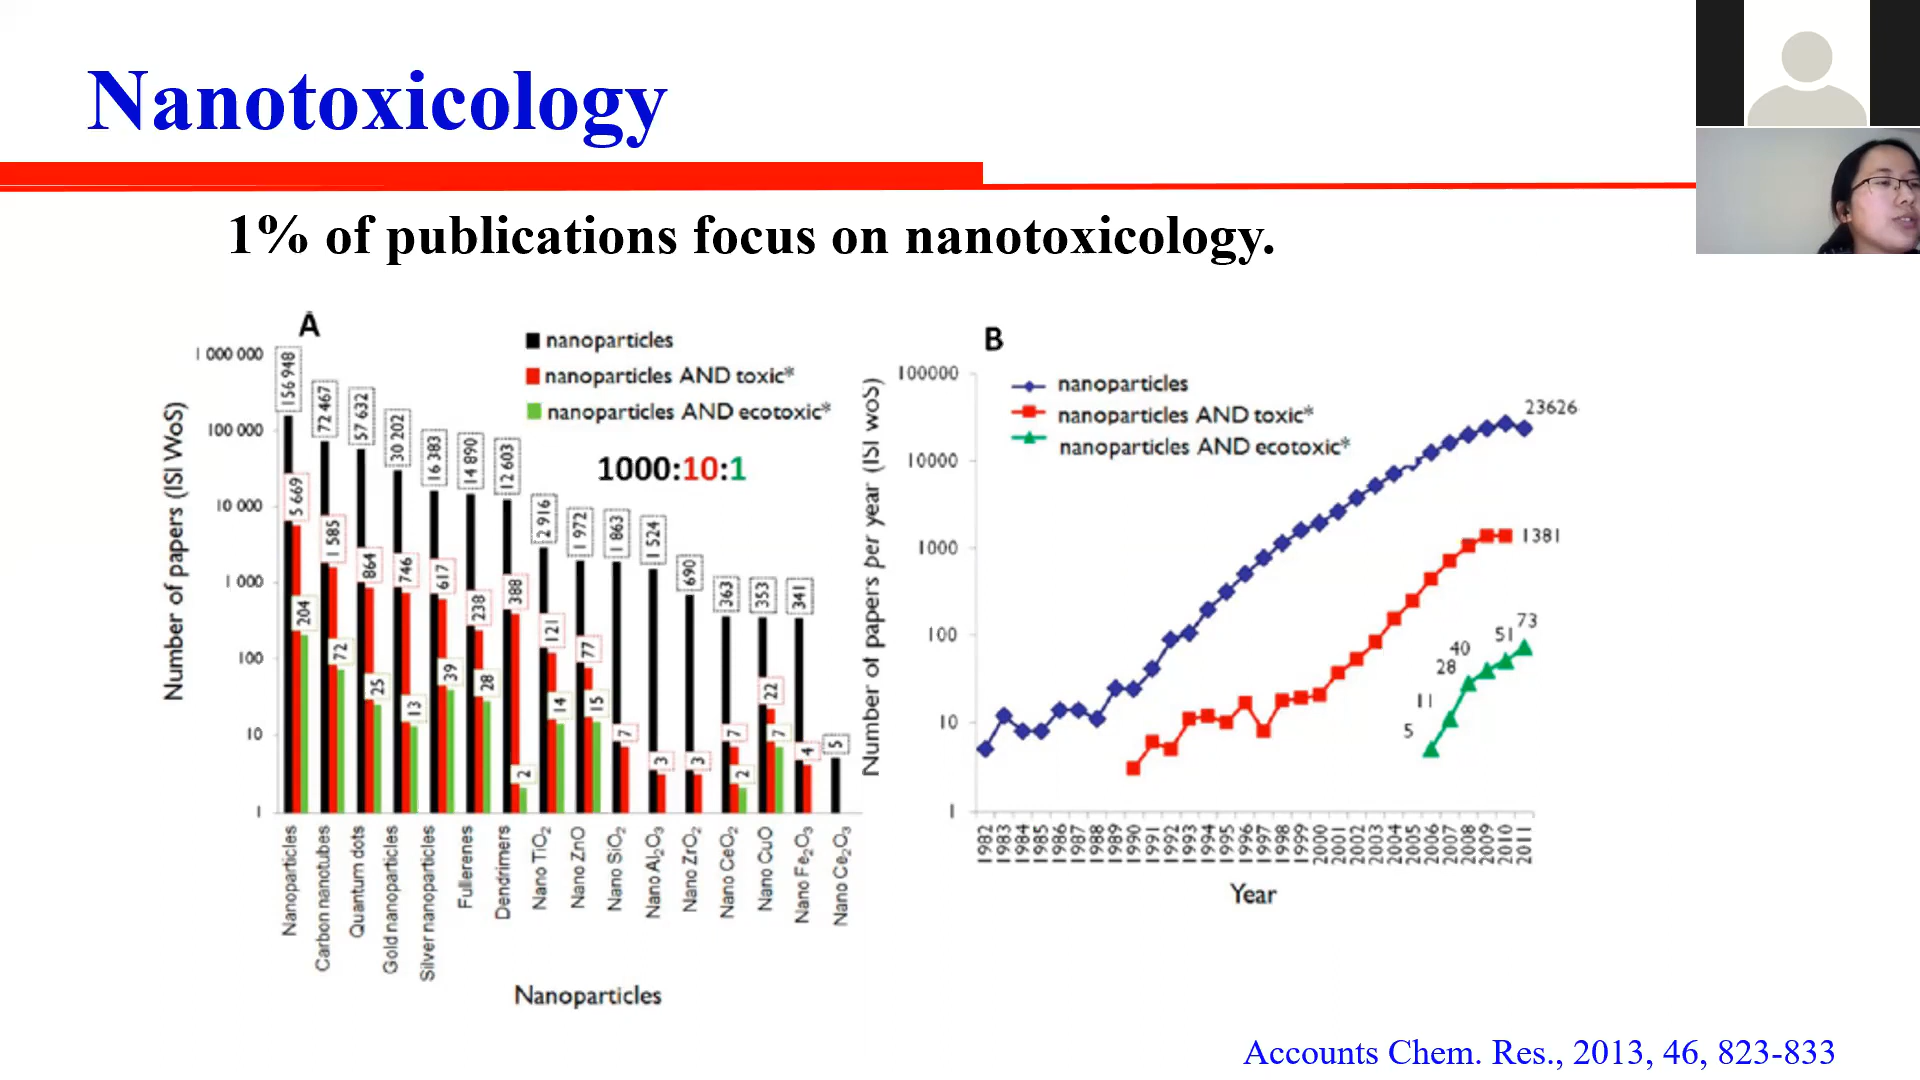 Nanotoxicology
1% of publications focus on nanotoxicology.
A
nanoparticles
nanoparticles AND toxic*
nanoparticles AND ecotoxic*
1000:10:1
Number of papers (ISI WoS)
1 000 000
100 000
10 000
1 000
100
10
1
156 948
5 669
204
72 467
1 585
72
57 632
864
25
30 202
746
13
16 383
617
39
14 890
238
28
12 603
388
2
2 916
121
14
1 972
77
15
1 863
7
1 524
3
690
3
363
7
2
353
22
7
341
4
5
Nanoparticles
Carbon nanotubes
Quantum dots
Gold nanoparticles
Silver nanoparticles
Fullerenes
Dendrimers
Nano TiO2
Nano ZnO
Nano SiO2
Nano Al2O3
Nano ZrO2
Nano CeO2
Nano CuO
Nano Fe2O3
Nano Ce2O3
Nanoparticles
B
nanoparticles
nanoparticles AND toxic*
nanoparticles AND ecotoxic*
Number of papers per year (ISI woS)
100000
10000
1000
100
10
1
23626
1381
5
11
28
40
51
73
1982
1983
1984
1985
1986
1987
1988
1989
1990
1991
1992
1993
1994
1995
1996
1997
1998
1999
2000
2001
2002
2003
2004
2005
2006
2007
2008
2009
2010
2011
Year
Accounts Chem. Res., 2013, 46, 823-833